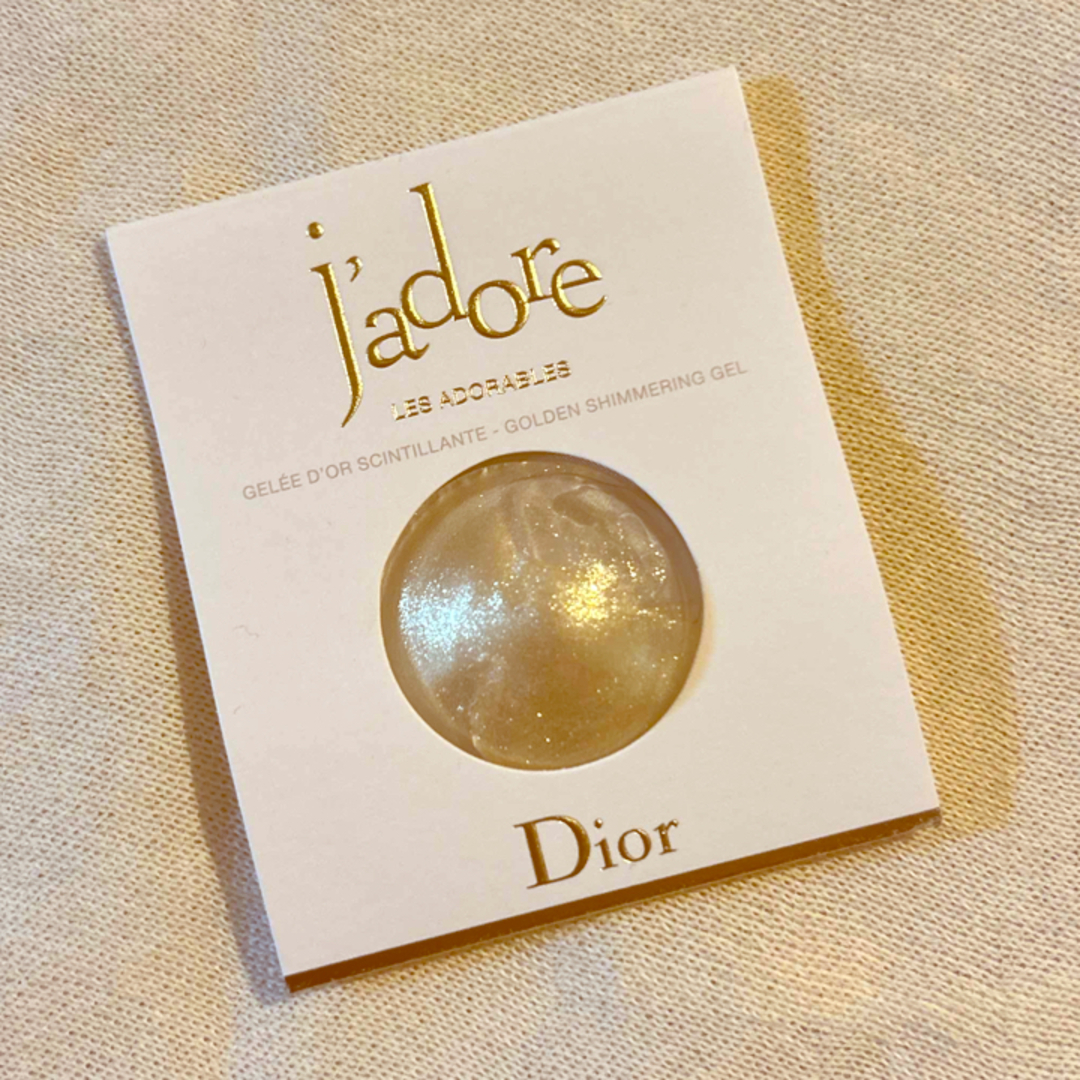 j'adore
LES ADORABLES
GELÉE D'OR SCINTILLANTE - GOLDEN SHIMMERING GEL
Dior